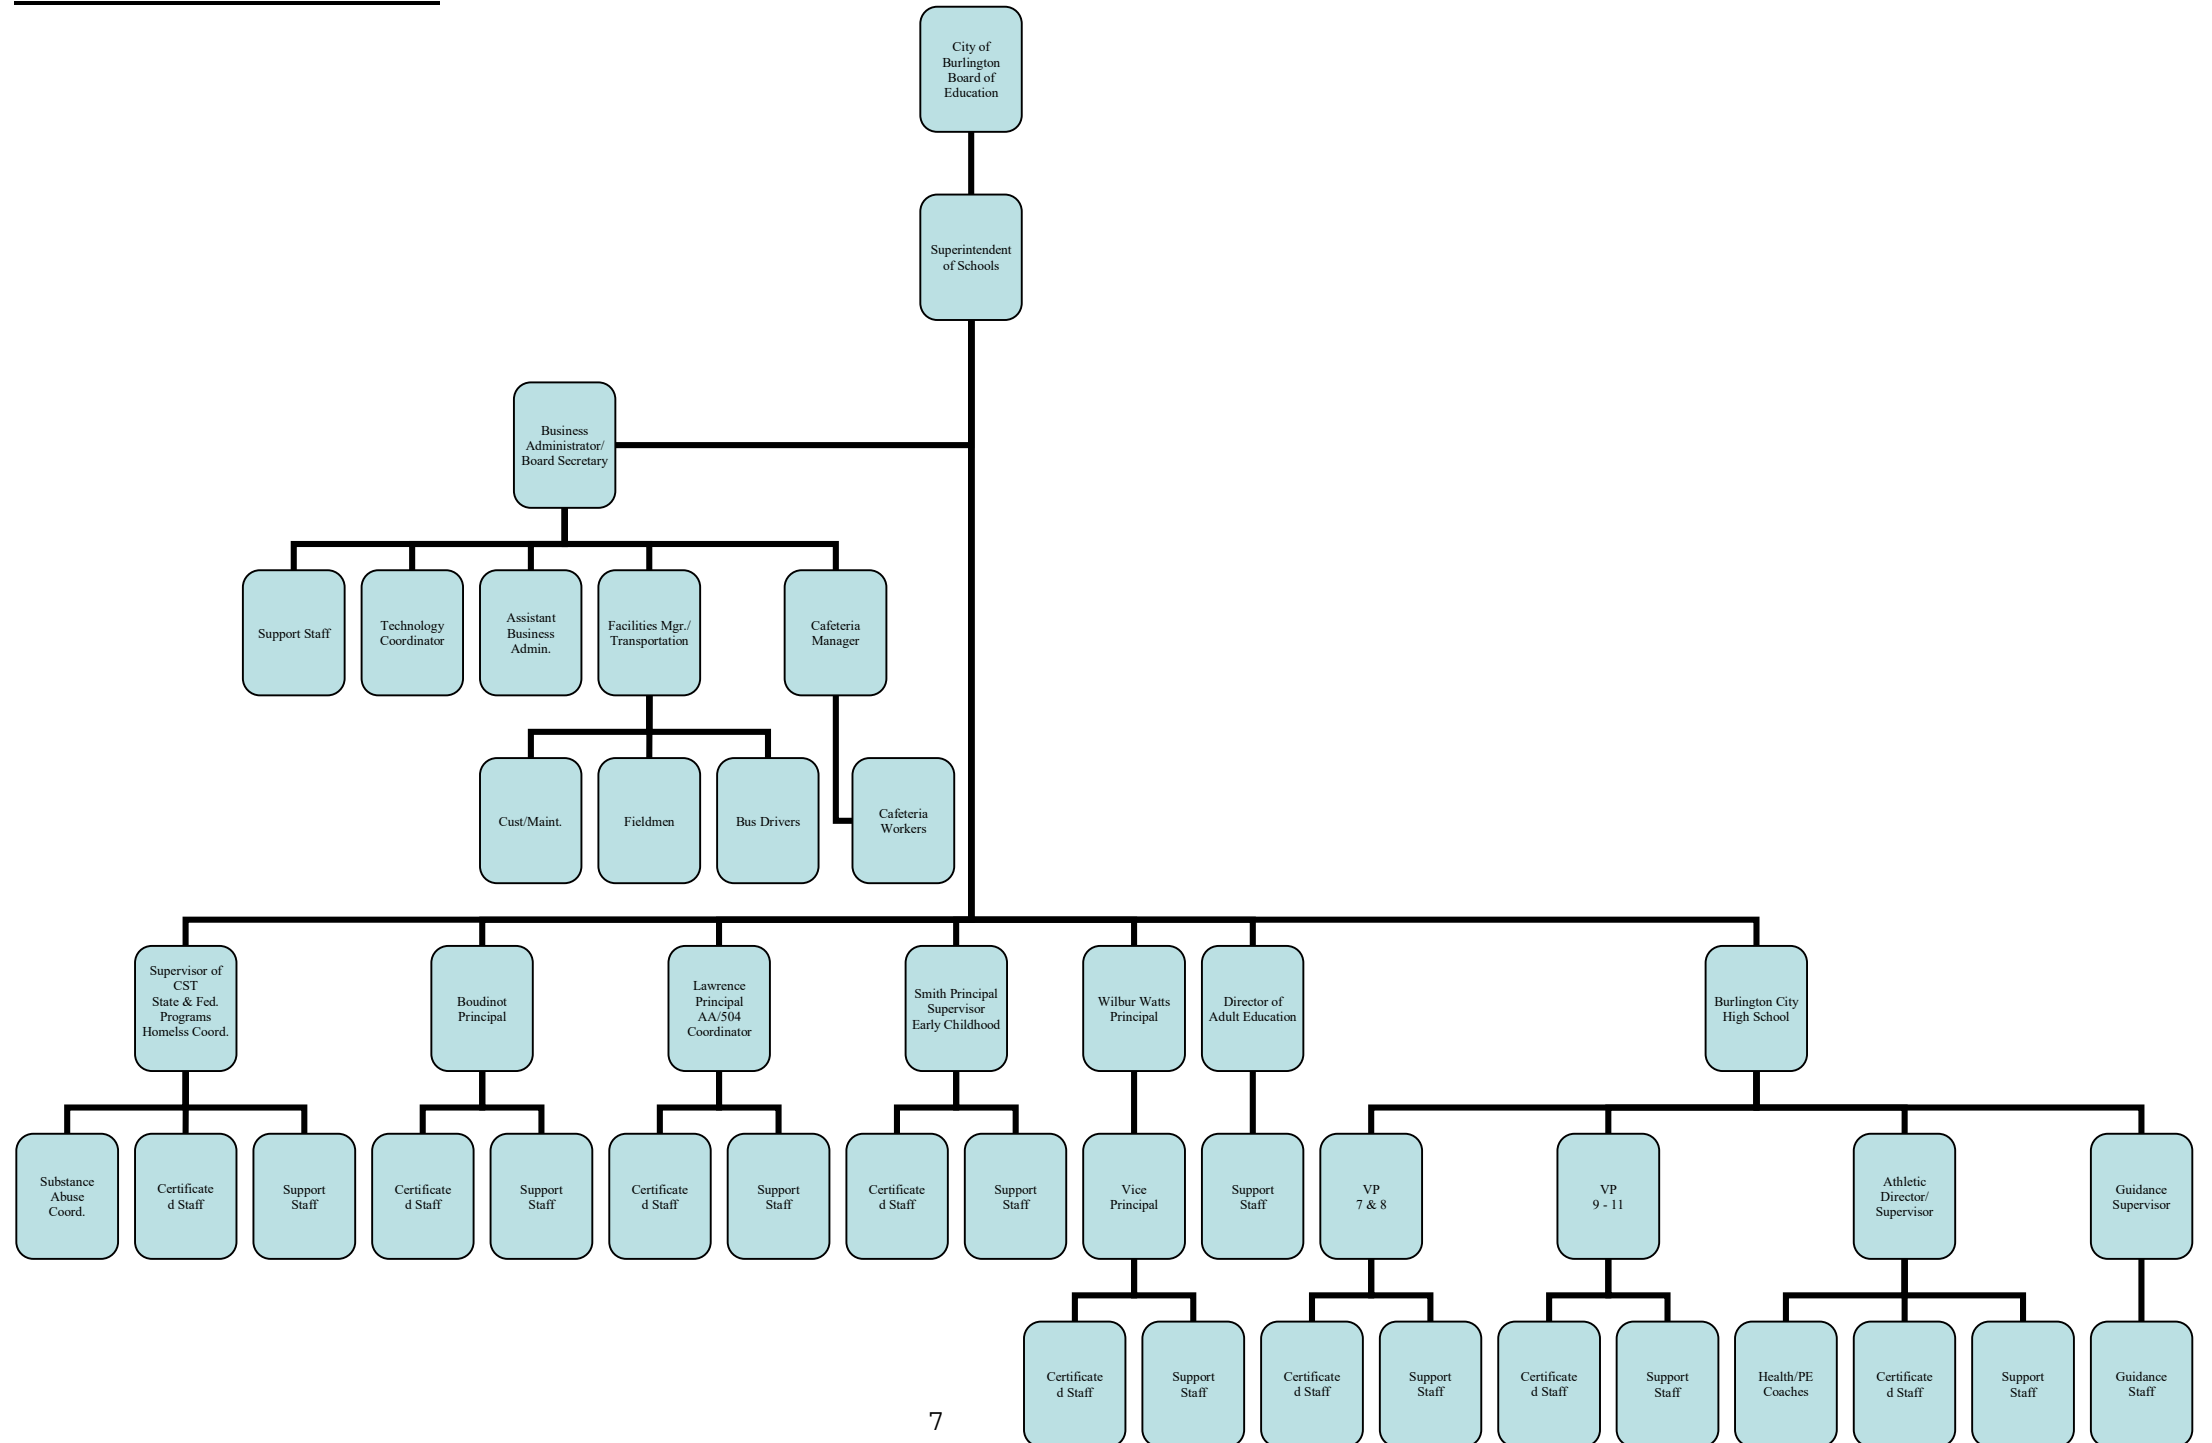 City of
Burlington
Board of
Education
Superintendent
of Schools
Business
Administrator/
Board Secretary
Support Staff
Technology
Coordinator
Assistant
Business
Admin.
Facilities Mgr./
Transportation
Cafeteria
Manager
Cust/Maint.
Fieldmen
Bus Drivers
Cafeteria
Workers
Supervisor of
CST
State & Fed.
Programs
Homelss Coord.
Boudinot
Principal
Lawrence
Principal
AA/504
Coordinator
Smith Principal
Supervisor
Early Childhood
Wilbur Watts
Principal
Director of
Adult Education
Burlington City
High School
Substance
Abuse
Coord.
Certificate
d Staff
Support
Staff
Certificate
d Staff
Support
Staff
Certificate
d Staff
Support
Staff
Certificate
d Staff
Support
Staff
Vice
Principal
Support
Staff
VP
7 & 8
VP
9 - 11
Athletic
Director/
Supervisor
Guidance
Supervisor
Certificate
d Staff
Support
Staff
Certificate
d Staff
Support
Staff
Certificate
d Staff
Support
Staff
Health/PE
Coaches
Certificate
d Staff
Support
Staff
Guidance
Staff
7